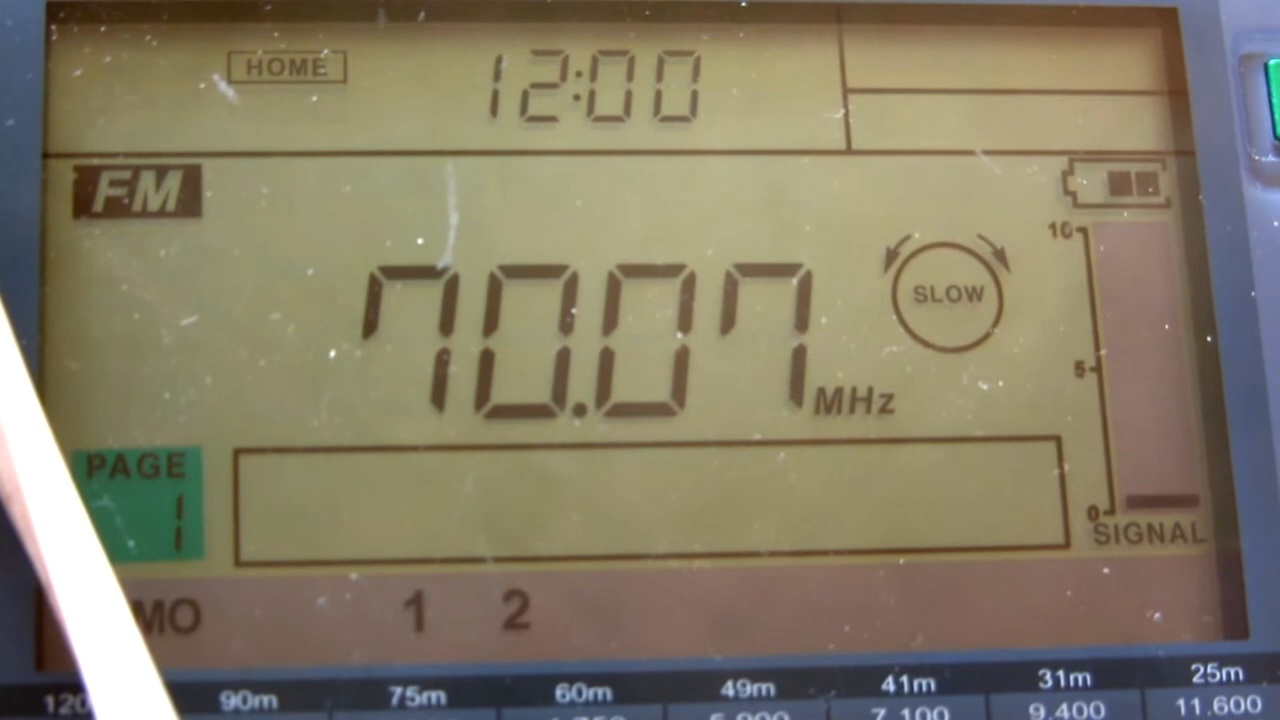 HOME 12:00
FM
70.07 MHz
SLOW
10
5
0
SIGNAL
PAGE
1
MO 1 2
120 90m 75m 60m 49m 41m 31m 25m
7.100 9.400 11.600